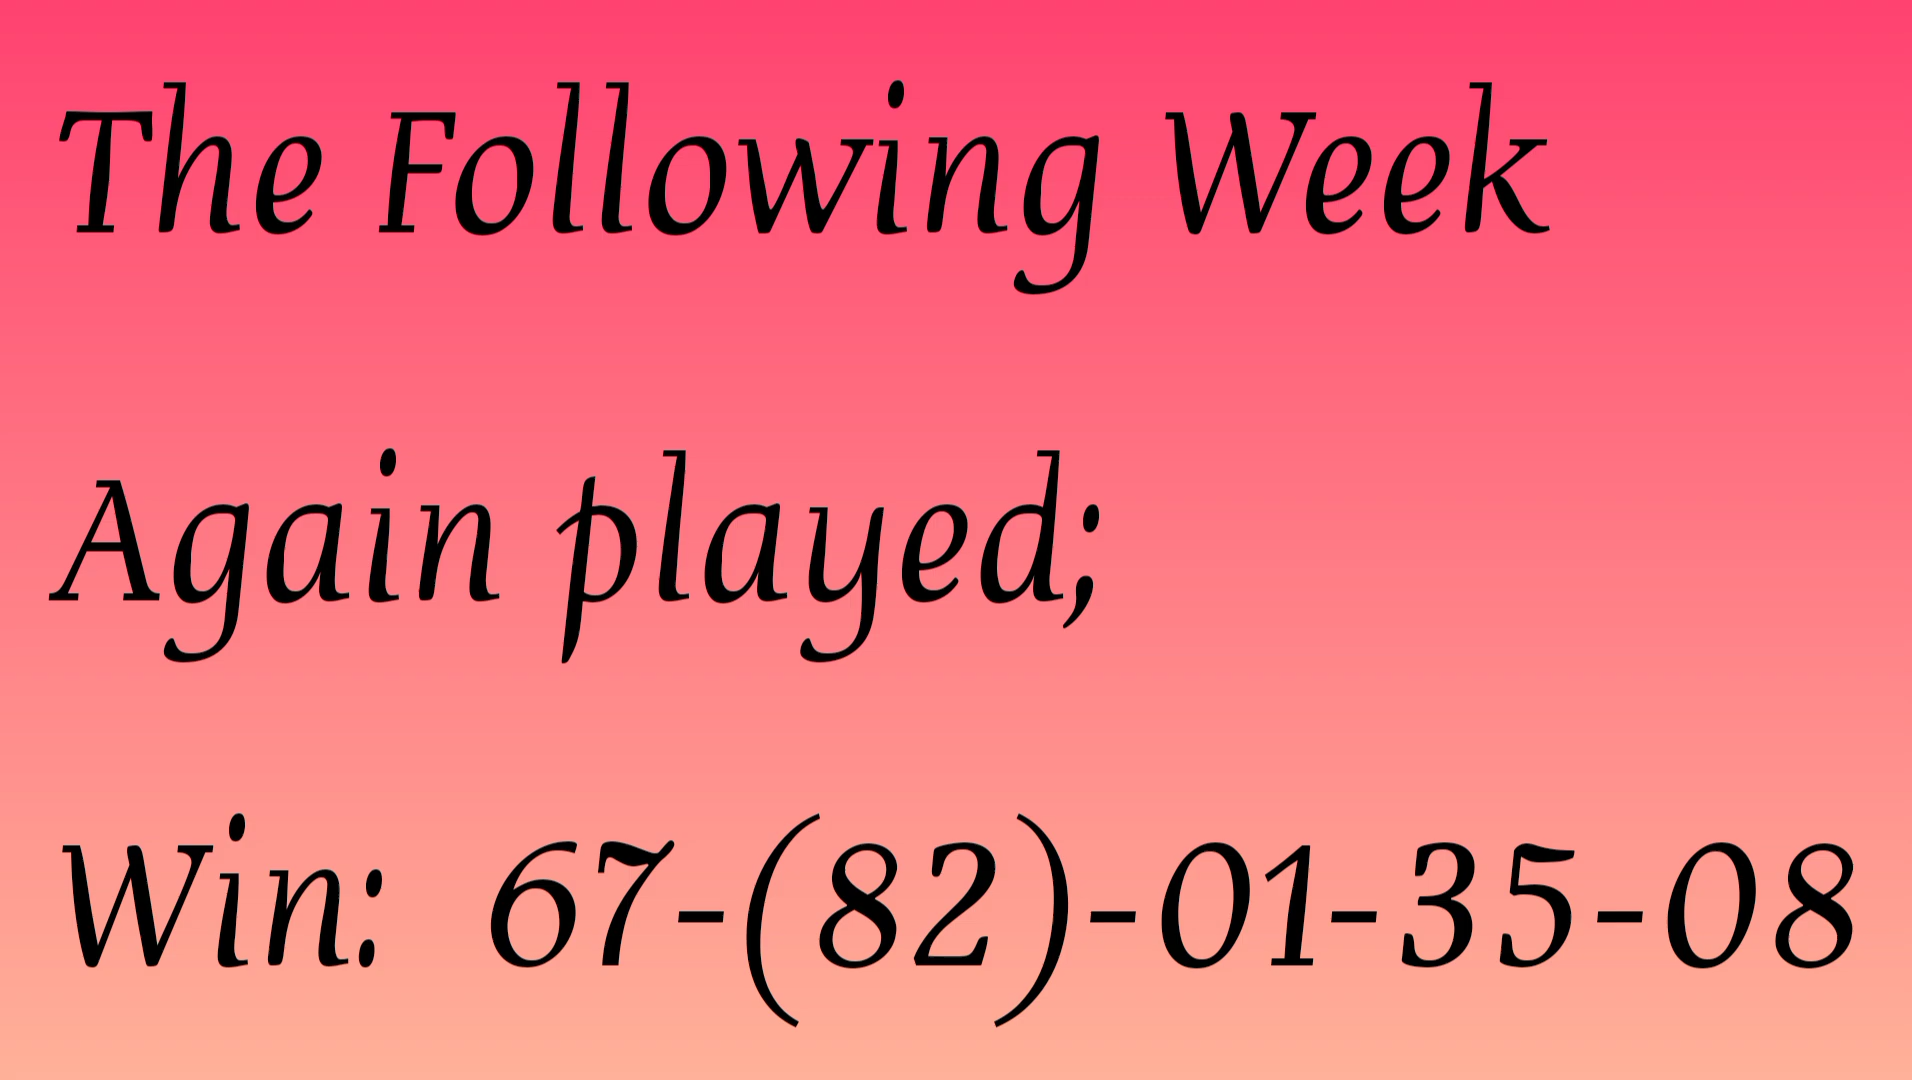 The Following Week
Again played;
Win: 67-(82)-01-35-08